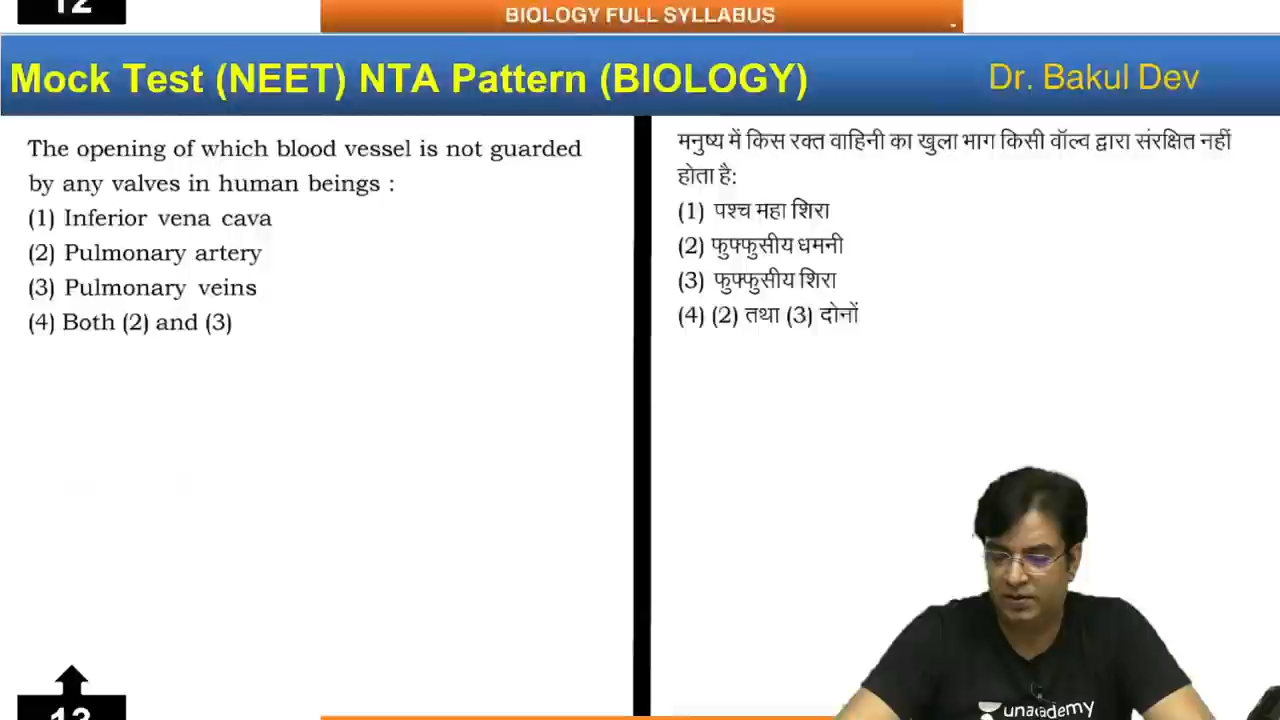 12
BIOLOGY FULL SYLLABUS
Mock Test (NEET) NTA Pattern (BIOLOGY)
Dr. Bakul Dev
The opening of which blood vessel is not guarded
by any valves in human beings :
(1) Inferior vena cava
(2) Pulmonary artery
(3) Pulmonary veins
(4) Both (2) and (3)
मनुष्य में किस रक्त वाहिनी का खुला भाग किसी वॉल्व द्वारा संरक्षित नहीं
होता है:
(1) पश्च महा शिरा
(2) फुफ्फुसीय धमनी
(3) फुफ्फुसीय शिरा
(4) (2) तथा (3) दोनों
13
unacademy